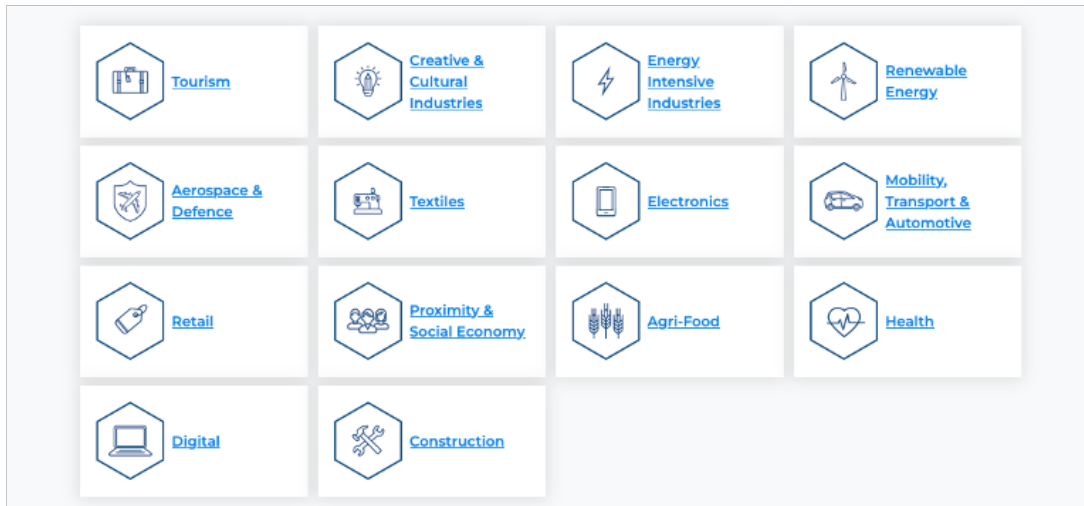 Tourism
Creative &
Cultural
Industries
Energy
Intensive
Industries
Renewable
Energy
Aerospace &
Defence
Textiles
Electronics
Mobility,
Transport &
Automotive
Retail
Proximity &
Social Economy
Agri-Food
Health
Digital
Construction